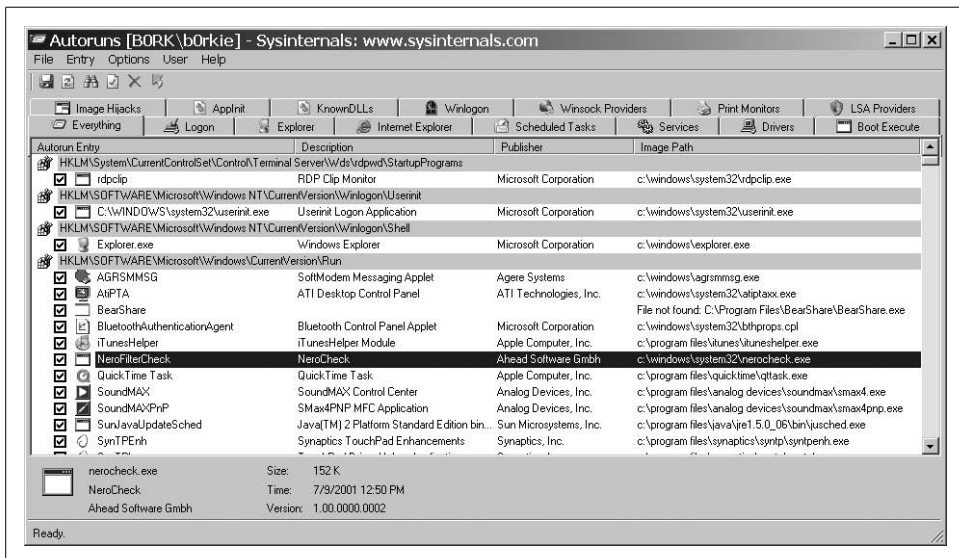 Autoruns [B0RK\b0rkie] - Sysinternals: www.sysinternals.com
File Entry Options User Help
Image Hijacks AppInit KnownDLLs Winlogon Winsock Providers Print Monitors LSA Providers
Everything Logon Explorer Internet Explorer Scheduled Tasks Services Drivers Boot Execute
Autorun Entry Description Publisher Image Path
HKLM\System\CurrentControlSet\Control\Terminal Server\Wds\rdpwd\StartupPrograms
rdpclip RDP Clip Monitor Microsoft Corporation c:\windows\system32\rdpclip.exe
HKLM\SOFTWARE\Microsoft\Windows NT\CurrentVersion\Winlogon\Userinit
C:\WINDOWS\system32\userinit.exe Userinit Logon Application Microsoft Corporation c:\windows\system32\userinit.exe
HKLM\SOFTWARE\Microsoft\Windows NT\CurrentVersion\Winlogon\Shell
Explorer.exe Windows Explorer Microsoft Corporation c:\windows\explorer.exe
HKLM\SOFTWARE\Microsoft\Windows\CurrentVersion\Run
AGRSMMSG SoftModem Messaging Applet Agere Systems c:\windows\agrsmmsg.exe
AtiPTA ATI Desktop Control Panel ATI Technologies, Inc. c:\windows\system32\atiptaxx.exe
BearShare File not found: C:\Program Files\BearShare\BearShare.exe
BluetoothAuthenticationAgent Bluetooth Control Panel Applet Microsoft Corporation c:\windows\system32\bthprops.cpl
iTunesHelper iTunesHelper Module Apple Computer, Inc. c:\program files\itunes\ituneshelper.exe
NeroFilterCheck NeroCheck Ahead Software Gmbh c:\windows\system32\nerocheck.exe
QuickTime Task QuickTime Task Apple Computer, Inc. c:\program files\quicktime\qttask.exe
SoundMAX SoundMAX Control Center Analog Devices, Inc. c:\program files\analog devices\soundmax\smax4.exe
SoundMAXPnP SMax4PNP MFC Application Analog Devices, Inc. c:\program files\analog devices\soundmax\smax4pnp.exe
SunJavaUpdateSched Java(TM) 2 Platform Standard Edition bin... Sun Microsystems, Inc. c:\program files\java\jre1.5.0_06\bin\jusched.exe
SynTPEnh Synaptics TouchPad Enhancements Synaptics, Inc. c:\program files\synaptics\syntp\syntpenh.exe
nerocheck.exe Size: 152 K
NeroCheck Time: 7/9/2001 12:50 PM
Ahead Software Gmbh Version: 1.00.0000.0002
Ready.